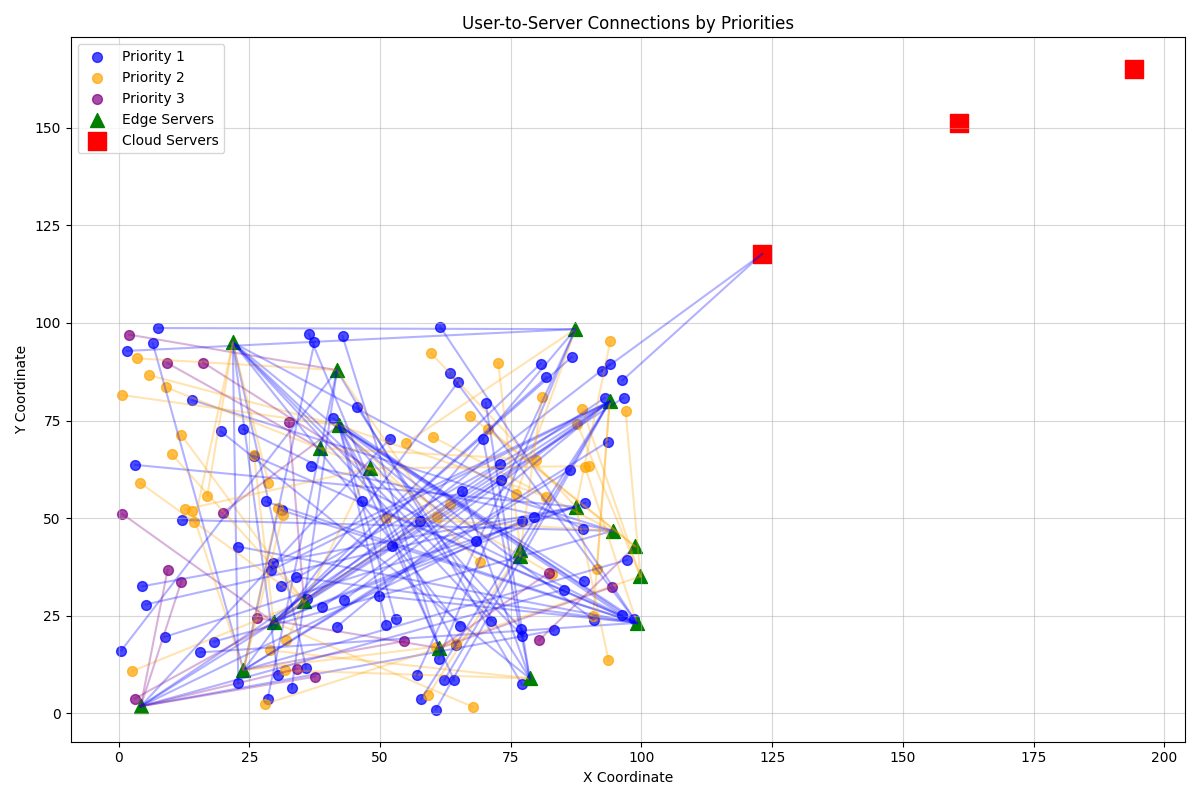 User-to-Server Connections by Priorities
Priority 1
Priority 2
Priority 3
Edge Servers
Cloud Servers
Y Coordinate
150
125
100
75
50
25
0
0 25 50 75 100 125 150 175 200
X Coordinate